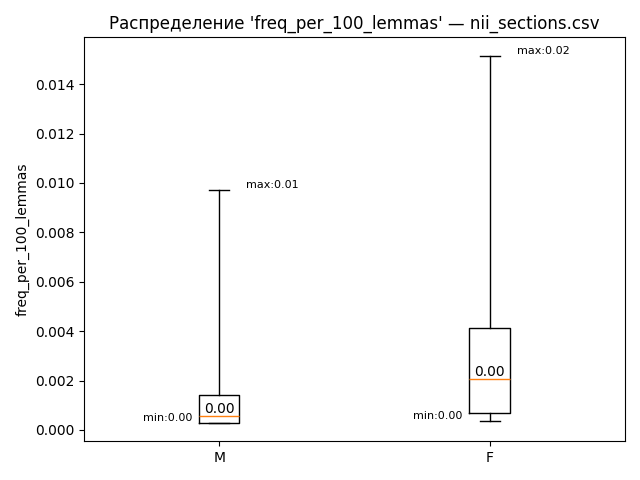 Распределение 'freq_per_100_lemmas' — nii_sections.csv
freq_per_100_lemmas
0.014
0.012
0.010
0.008
0.006
0.004
0.002
0.000
max:0.01
0.00
min:0.00
max:0.02
0.00
min:0.00
M
F